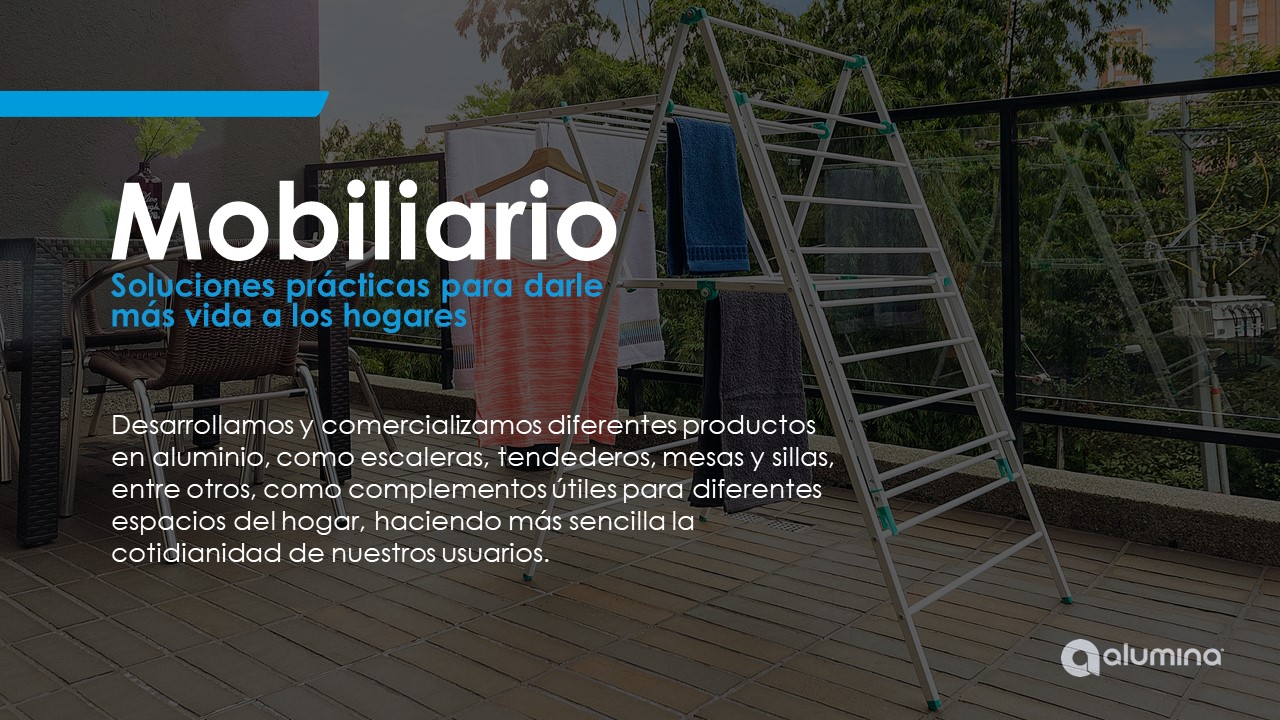 Mobiliario
Soluciones prácticas para darle
más vida a los hogares
Desarrollamos y comercializamos diferentes productos
en aluminio, como escaleras, tendederos, mesas y sillas,
entre otros, como complementos útiles para diferentes
espacios del hogar, haciendo más sencilla la
cotidianidad de nuestros usuarios.
alumina